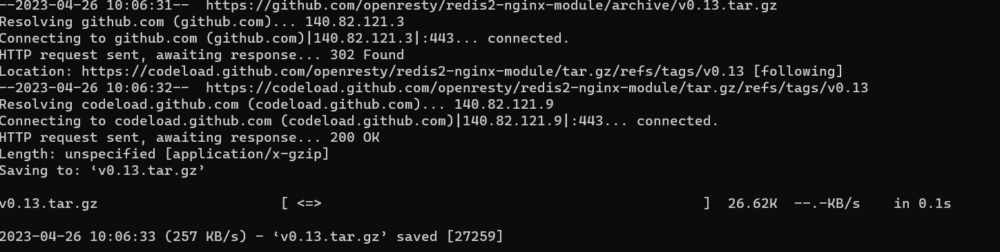 --2023-04-26 10:06:31--  https://github.com/openresty/redis2-nginx-module/archive/v0.13.tar.gz
Resolving github.com (github.com)... 140.82.121.3
Connecting to github.com (github.com)|140.82.121.3|:443... connected.
HTTP request sent, awaiting response... 302 Found
Location: https://codeload.github.com/openresty/redis2-nginx-module/tar.gz/refs/tags/v0.13 [following]
--2023-04-26 10:06:32--  https://codeload.github.com/openresty/redis2-nginx-module/tar.gz/refs/tags/v0.13
Resolving codeload.github.com (codeload.github.com)... 140.82.121.9
Connecting to codeload.github.com (codeload.github.com)|140.82.121.9|:443... connected.
HTTP request sent, awaiting response... 200 OK
Length: unspecified [application/x-gzip]
Saving to: ‘v0.13.tar.gz’
v0.13.tar.gz                      [ <=>                                              ]  26.62K  --.-KB/s    in 0.1s
2023-04-26 10:06:33 (257 KB/s) - ‘v0.13.tar.gz’ saved [27259]